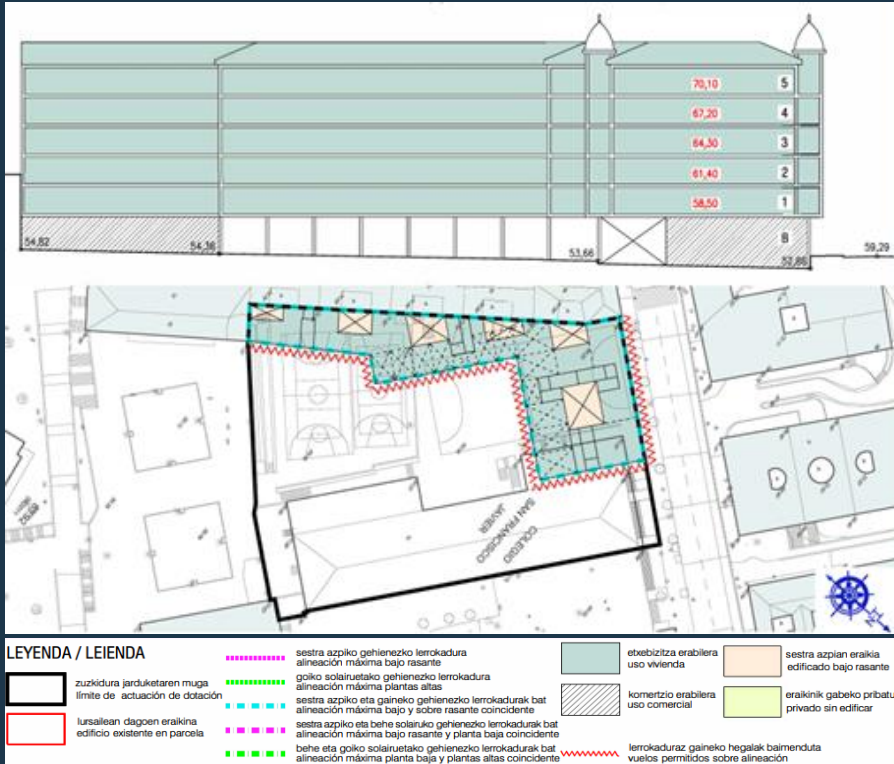 70,10 5
67,20 4
64,30 3
61,40 2
58,50 1
B
54,82
54,36
53,66
52,86
59,29
COLEGIO
SAN FRANCISCO
JAVIER
N
LEYENDA / LEIENDA
zuzkidura jarduketaren muga
límite de actuación de dotación
lursailean dagoen eraikina
edificio existente en parcela
sestra azpiko gehienezko lerrokadura
alineación máxima bajo rasante
goiko solairuetako gehienezko lerrokadura
alineación máxima plantas altas
sestra azpiko eta gaineko gehienezko lerrokadurak bat
alineación máxima bajo y sobre rasante coincidente
sestra azpiko eta behe solairuko gehienezko lerrokadurak bat
alineación máxima bajo rasante y planta baja coincidente
behe eta goiko solairuetako gehienezko lerrokadurak bat
alineación máxima planta baja y plantas altas coincidente
etxebizitza erabilera
uso vivienda
komertzio erabilera
uso comercial
sestra azpian eraikia
edificado bajo rasante
eraikinik gabeko pribatu
privado sin edificar
lerrokaduraz gaineko hegalak baimenduta
vuelos permitidos sobre alineación